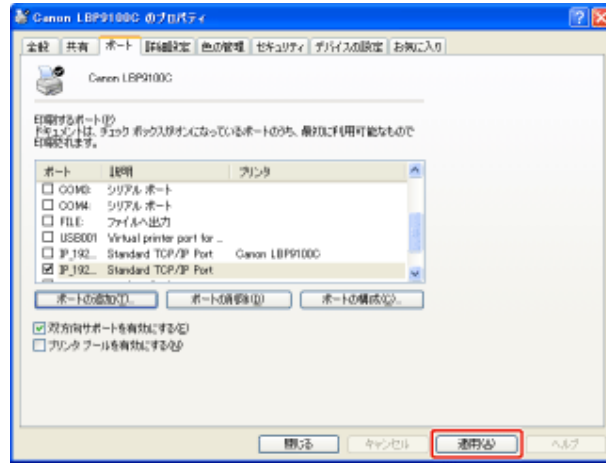 Canon LBP9100C のプロパティ
全般 共有 ポート 詳細設定 色の管理 セキュリティ デバイスの設定 お気に入り
Canon LBP9100C
印刷するポート(P)
ドキュメントは、チェック ボックスがオンになっているポートのうち、最初に利用可能なもので
印刷されます。
ポート 説明 プリンタ
COM3: シリアル ポート
COM4: シリアル ポート
FILE: ファイルへ出力
USB001 Virtual printer port for ...
IP_192... Standard TCP/IP Port Canon LBP9100C
IP_192... Standard TCP/IP Port
ポートの追加(T)... ポートの削除(D) ポートの構成(C)...
双方向サポートを有効にする(E)
プリンタ プールを有効にする(N)
閉じる キャンセル 適用(A) ヘルプ